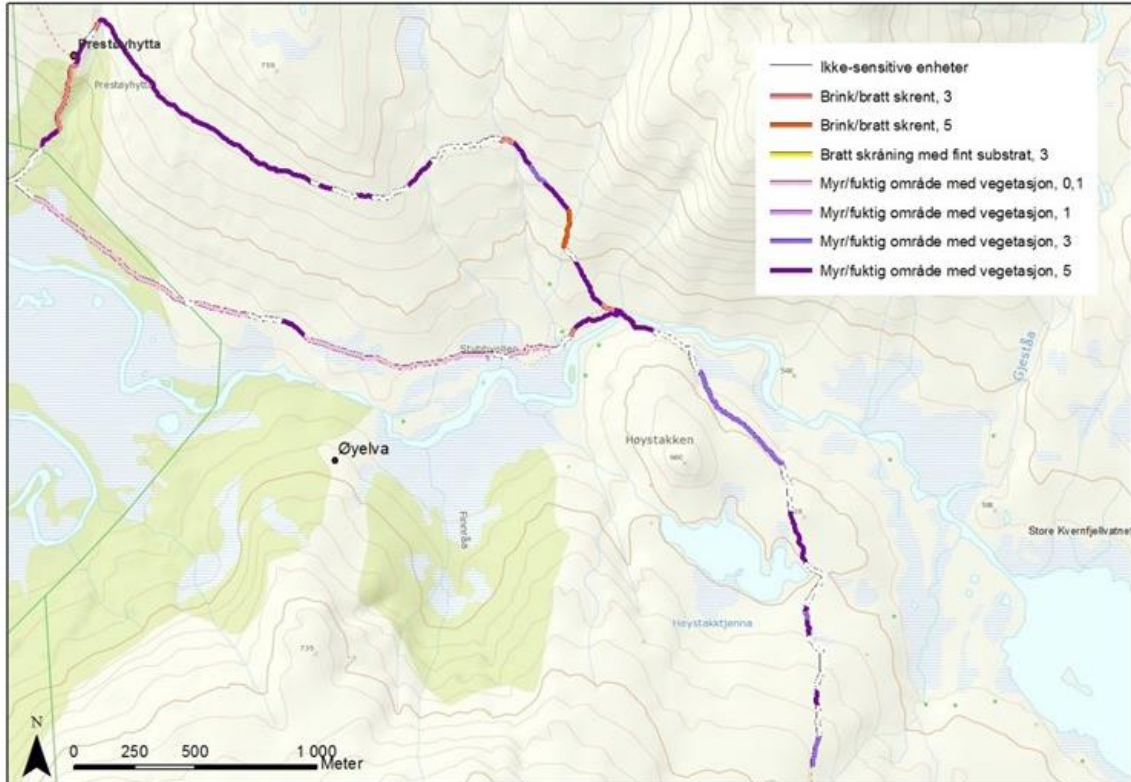 Prestøyhytta
Prestøyhytta
759
Ikke-sensitive enheter
Brink/bratt skrent, 3
Brink/bratt skrent, 5
Bratt skråning med fint substrat, 3
Myr/fuktig område med vegetasjon, 0,1
Myr/fuktig område med vegetasjon, 1
Myr/fuktig område med vegetasjon, 3
Myr/fuktig område med vegetasjon, 5
Gjeståa
Stubbvollen
Høystakken
Øyelva
Finnråa
Store Kvernfjellvatnet
Høystakktjenna
735
N
0 250 500 1 000
Meter